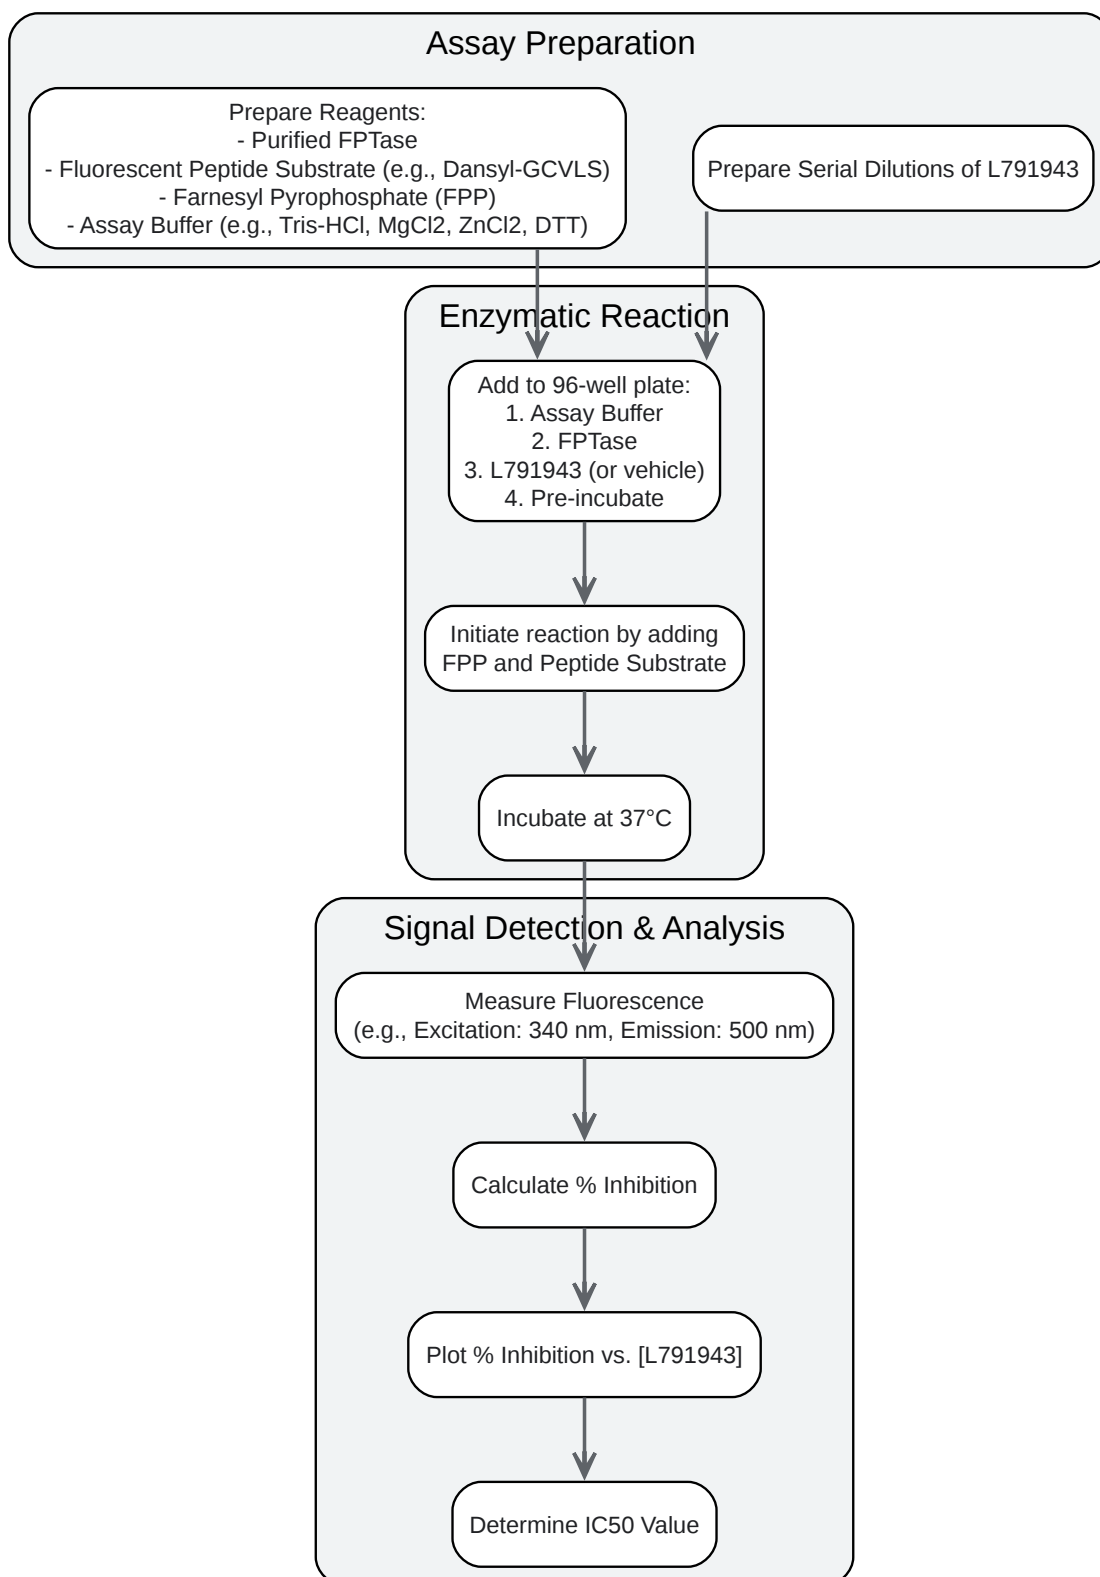 Assay Preparation
Prepare Reagents:
- Purified FPTase
- Fluorescent Peptide Substrate (e.g., Dansyl-GCVLS)
- Farnesyl Pyrophosphate (FPP)
- Assay Buffer (e.g., Tris-HCl, MgCl2, ZnCl2, DTT)
Prepare Serial Dilutions of L791943
Enzymatic Reaction
Add to 96-well plate:
1. Assay Buffer
2. FPTase
3. L791943 (or vehicle)
4. Pre-incubate
Initiate reaction by adding
FPP and Peptide Substrate
Incubate at 37°C
Signal Detection & Analysis
Measure Fluorescence
(e.g., Excitation: 340 nm, Emission: 500 nm)
Calculate % Inhibition
Plot % Inhibition vs. [L791943]
Determine IC50 Value